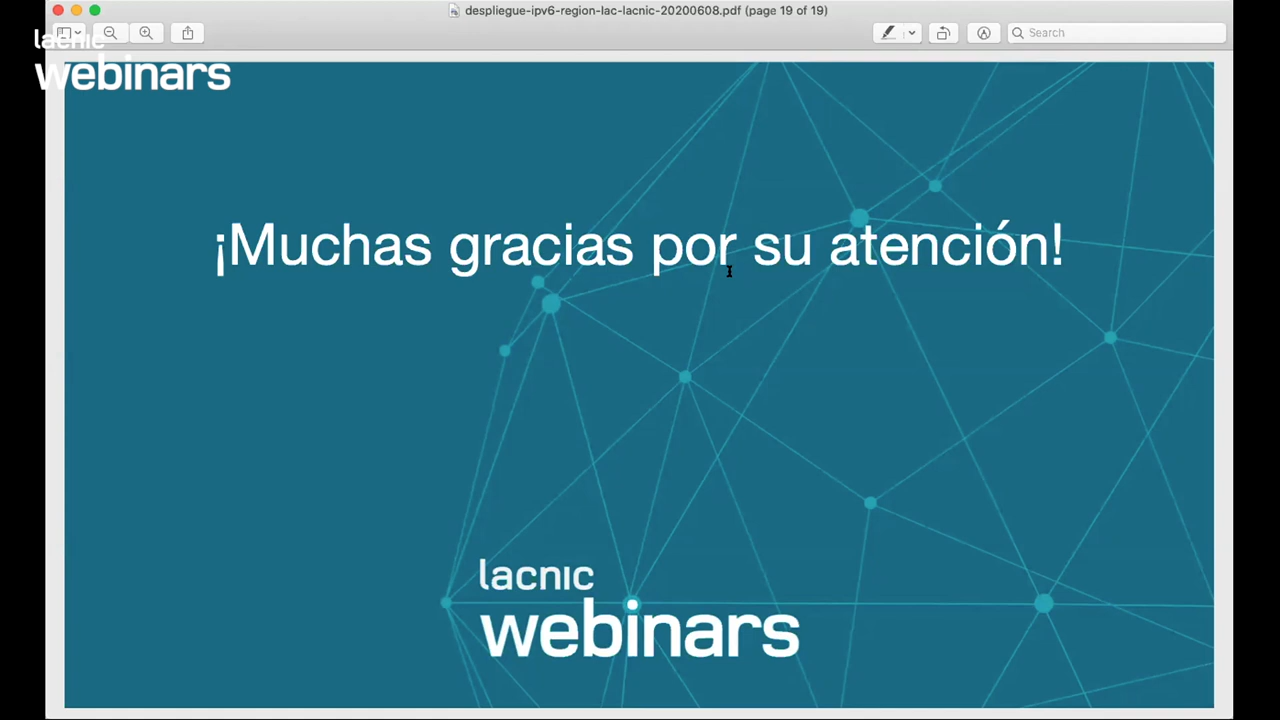 despliegue-ipv6-region-lac-lacnic-20200608.pdf (page 19 of 19)
Search
lacnic
webinars
¡Muchas gracias por su atención!
lacnic
webinars